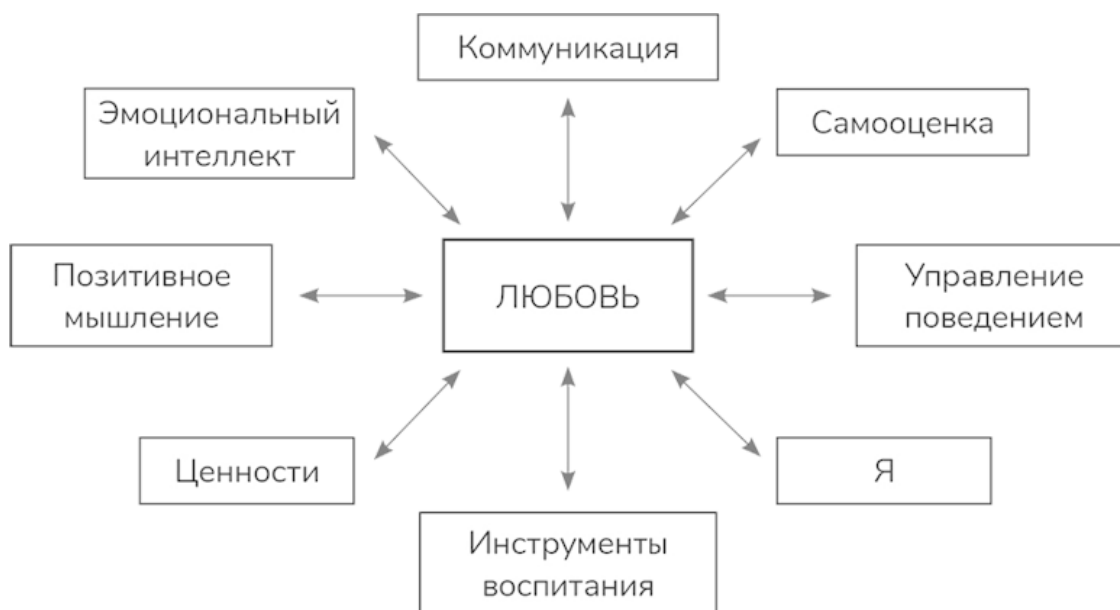 Коммуникация
Эмоциональный
интеллект
Самооценка
Позитивное
мышление
ЛЮБОВЬ
Управление
поведением
Ценности
Я
Инструменты
воспитания